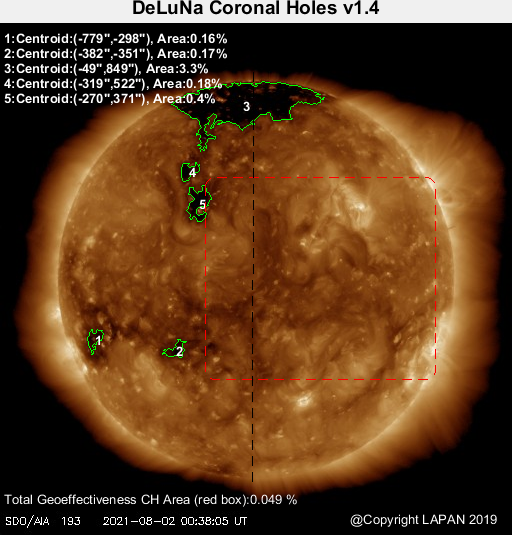 DeLuNa Coronal Holes v1.4
1:Centroid:(-779",-298"), Area:0.16%
2:Centroid:(-382",-351"), Area:0.17%
3:Centroid:(-49",849"), Area:3.3%
4:Centroid:(-319",522"), Area:0.18%
5:Centroid:(-270",371"), Area:0.4%
3
4
5
1
2
Total Geoeffectiveness CH Area (red box):0.049 %
SDO/AIA 193 2021-08-02 00:38:05 UT
@Copyright LAPAN 2019